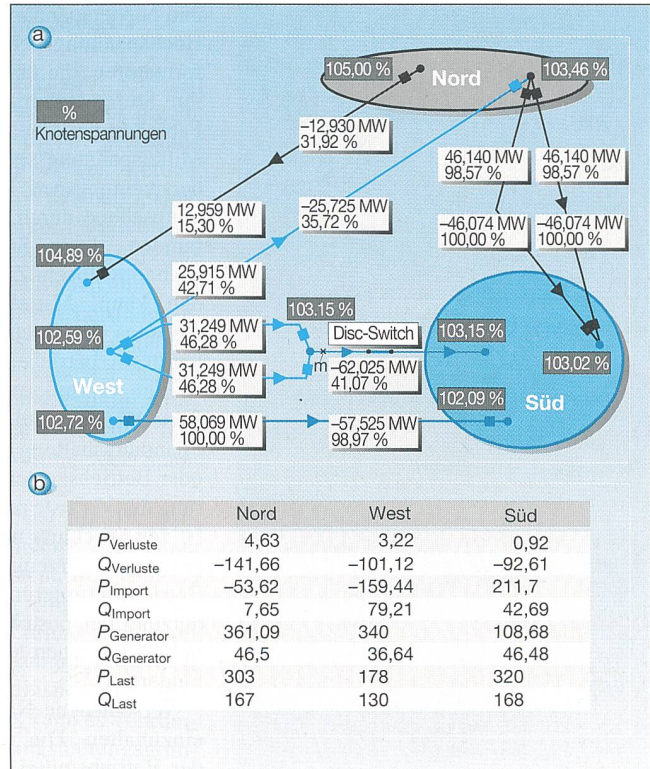 a
105,00 %
Nord
103,46 %
%
Knotenspannungen
–12,930 MW
31,92 %
46,140 MW
98,57 %
46,140 MW
98,57 %
12,959 MW
15,30 %
–25,725 MW
35,72 %
–46,074 MW
100,00 %
–46,074 MW
100,00 %
104,89 %
25,915 MW
42,71 %
103.15 %
102,59 %
31,249 MW
46,28 %
Disc-Switch
103,15 %
m
103,02 %
31,249 MW
46,28 %
–62,025 MW
41,07 %
West
102,09 %
Süd
102,72 %
58,069 MW
100,00 %
–57,525 MW
98,97 %
b
Nord West Süd
PVerluste 4,63 3,22 0,92
QVerluste –141,66 –101,12 –92,61
PImport –53,62 –159,44 211,7
QImport 7,65 79,21 42,69
PGenerator 361,09 340 108,68
QGenerator 46,5 36,64 46,48
PLast 303 178 320
QLast 167 130 168